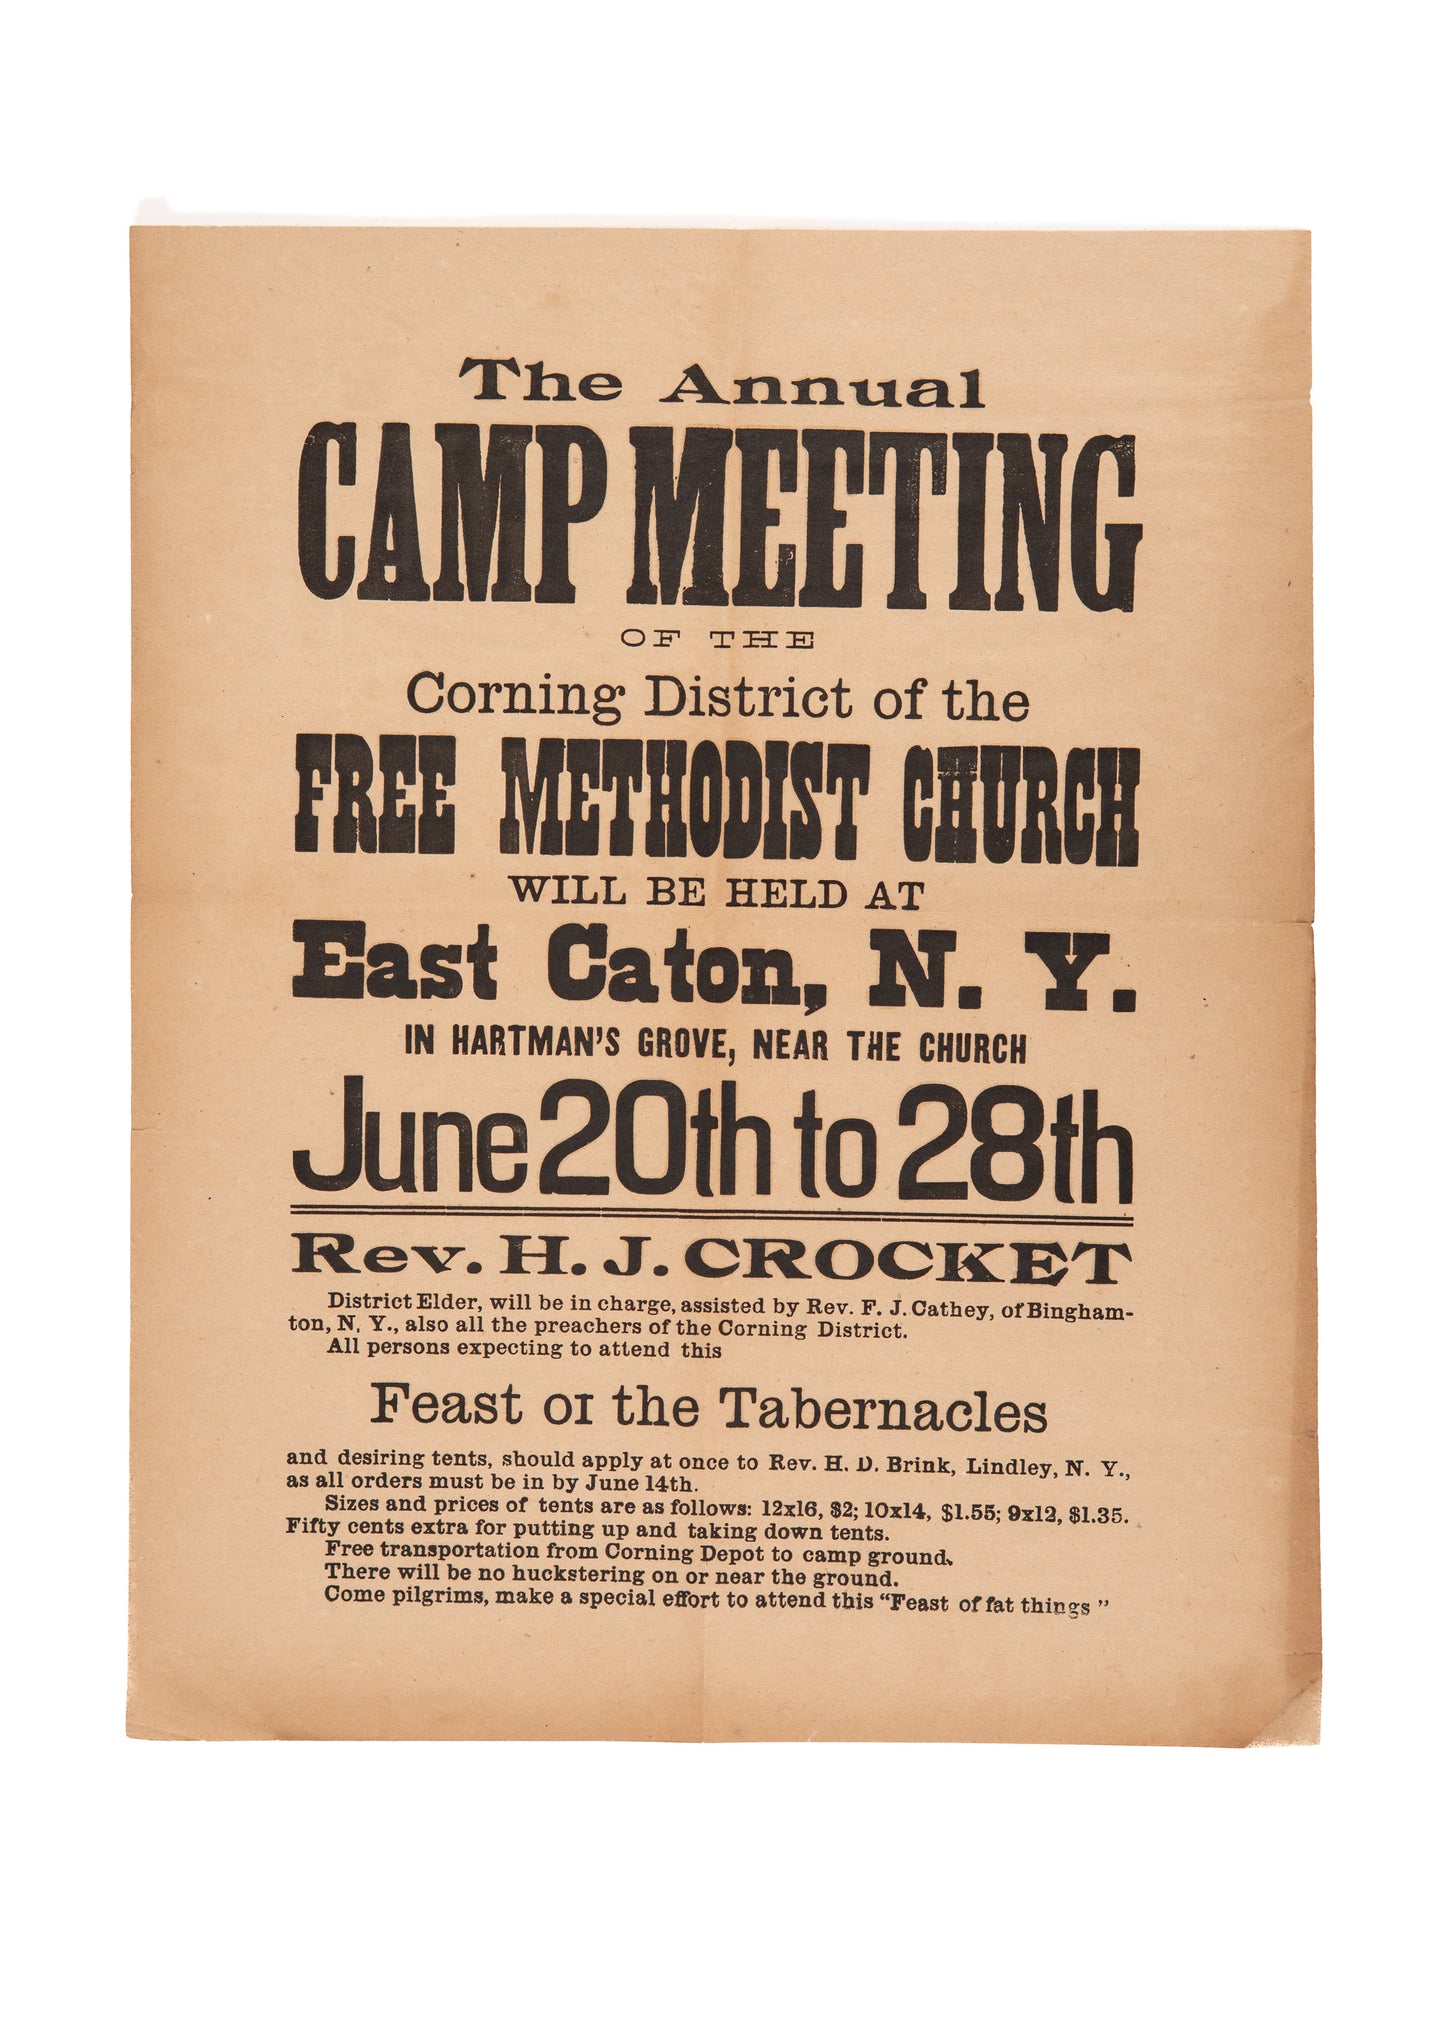 The Annual
CAMP MEETING
OF THE
Corning District of the
FREE METHODIST CHURCH
WILL BE HELD AT
East Caton, N. Y.
IN HARTMAN'S GROVE, NEAR THE CHURCH
June 20th to 28th
Rev. H. J. CROCKET
District Elder, will be in charge, assisted by Rev. F. J. Cathey, of Bingham-
ton, N. Y., also all the preachers of the Corning District.
All persons expecting to attend this
Feast of the Tabernacles
and desiring tents, should apply at once to Rev. H. D. Brink, Lindley, N. Y.,
as all orders must be in by June 14th.
Sizes and prices of tents are as follows: 12x16, $2; 10x14, $1.55; 9x12, $1.35.
Fifty cents extra for putting up and taking down tents.
Free transportation from Corning Depot to camp ground.
There will be no huckstering on or near the ground.
Come pilgrims, make a special effort to attend this "Feast of fat things"